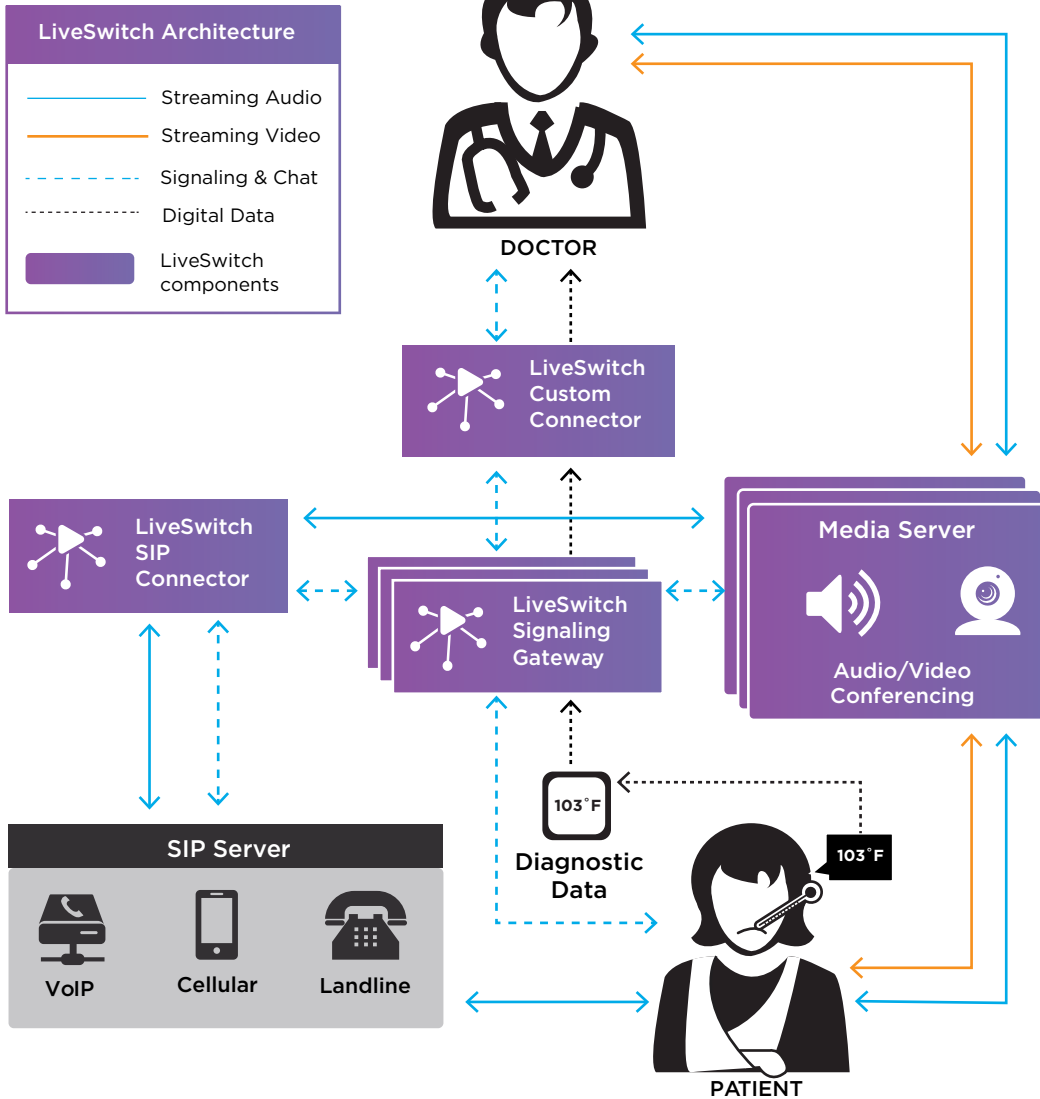 LiveSwitch Architecture
Streaming Audio
Streaming Video
Signaling & Chat
Digital Data
LiveSwitch
components
DOCTOR
LiveSwitch
Custom
Connector
LiveSwitch
SIP
Connector
LiveSwitch
Signaling
Gateway
Media Server
Audio/Video
Conferencing
103°F
Diagnostic
Data
103°F
SIP Server
VoIP
Cellular
Landline
PATIENT